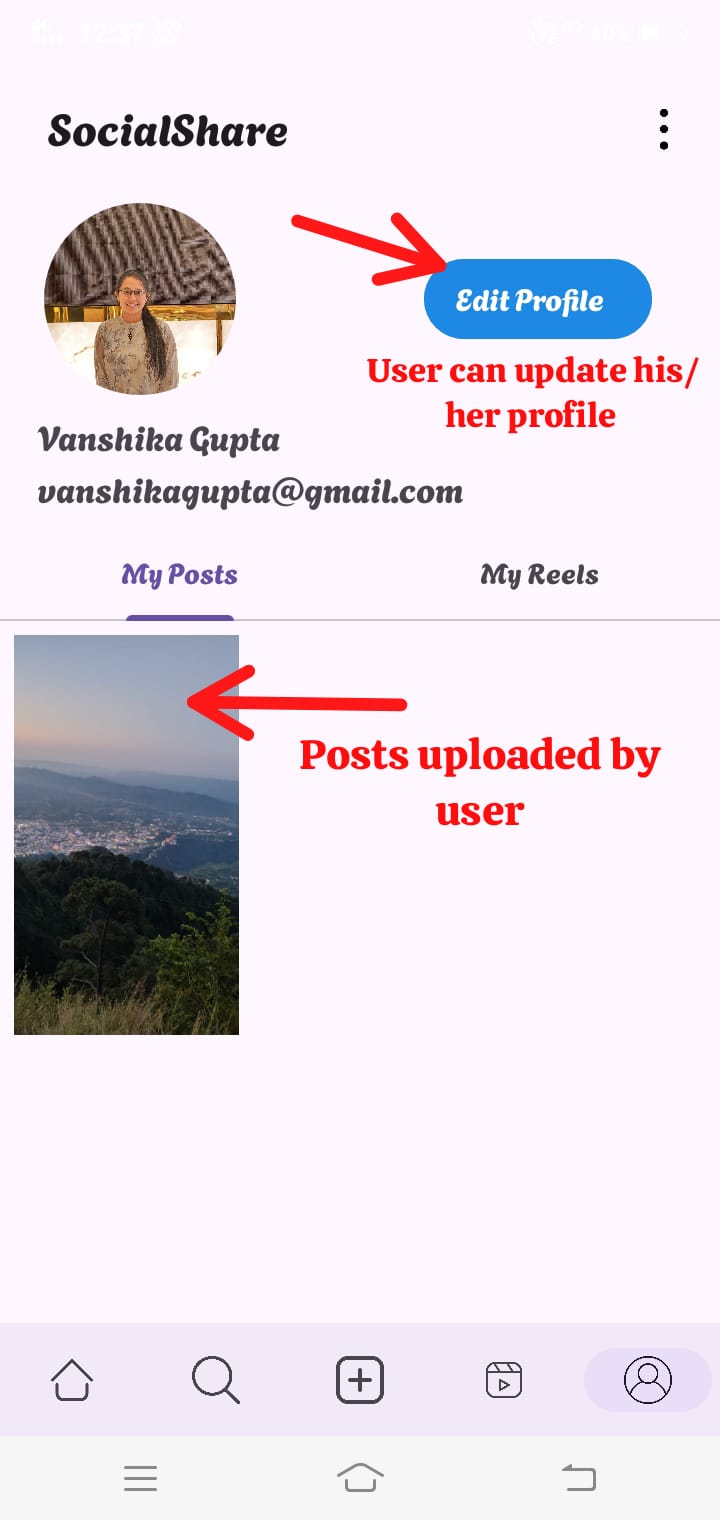 12:37
40%
SocialShare
Edit Profile
User can update his/
her profile
Vanshika Gupta
vanshikagupta@gmail.com
My Posts
My Reels
Posts uploaded by
user